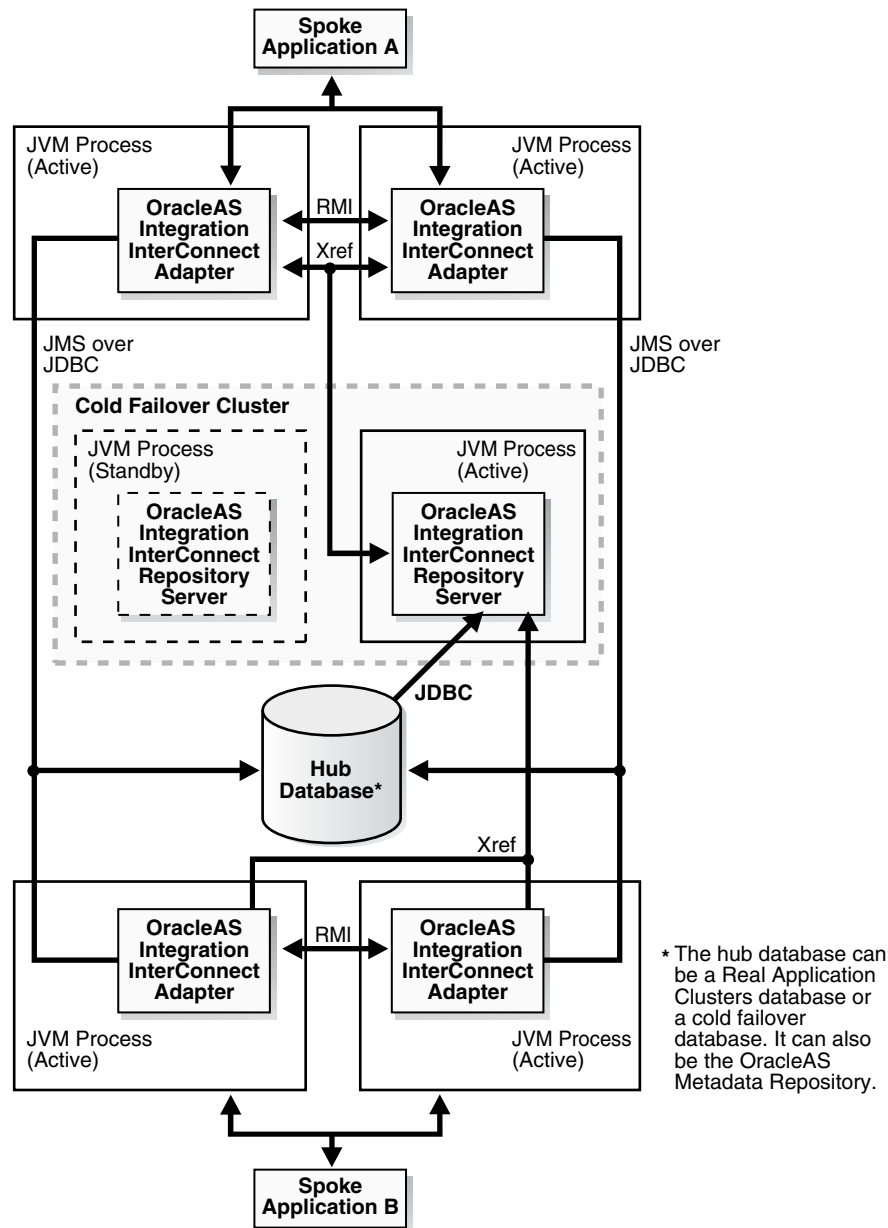 Spoke
Application A
JVM Process
(Active)
JVM Process
(Active)
OracleAS
Integration
InterConnect
Adapter
RMI
Xref
OracleAS
Integration
InterConnect
Adapter
JMS over
JDBC
JMS over
JDBC
Cold Failover Cluster
JVM Process
(Standby)
OracleAS
Integration
InterConnect
Repository
Server
JVM Process
(Active)
OracleAS
Integration
InterConnect
Repository
Server
JDBC
Hub
Database*
Xref
OracleAS
Integration
InterConnect
Adapter
JVM Process
(Active)
RMI
OracleAS
Integration
InterConnect
Adapter
JVM Process
(Active)
* The hub database can
be a Real Application
Clusters database or
a cold failover
database. It can also
be the OracleAS
Metadata Repository.
Spoke
Application B